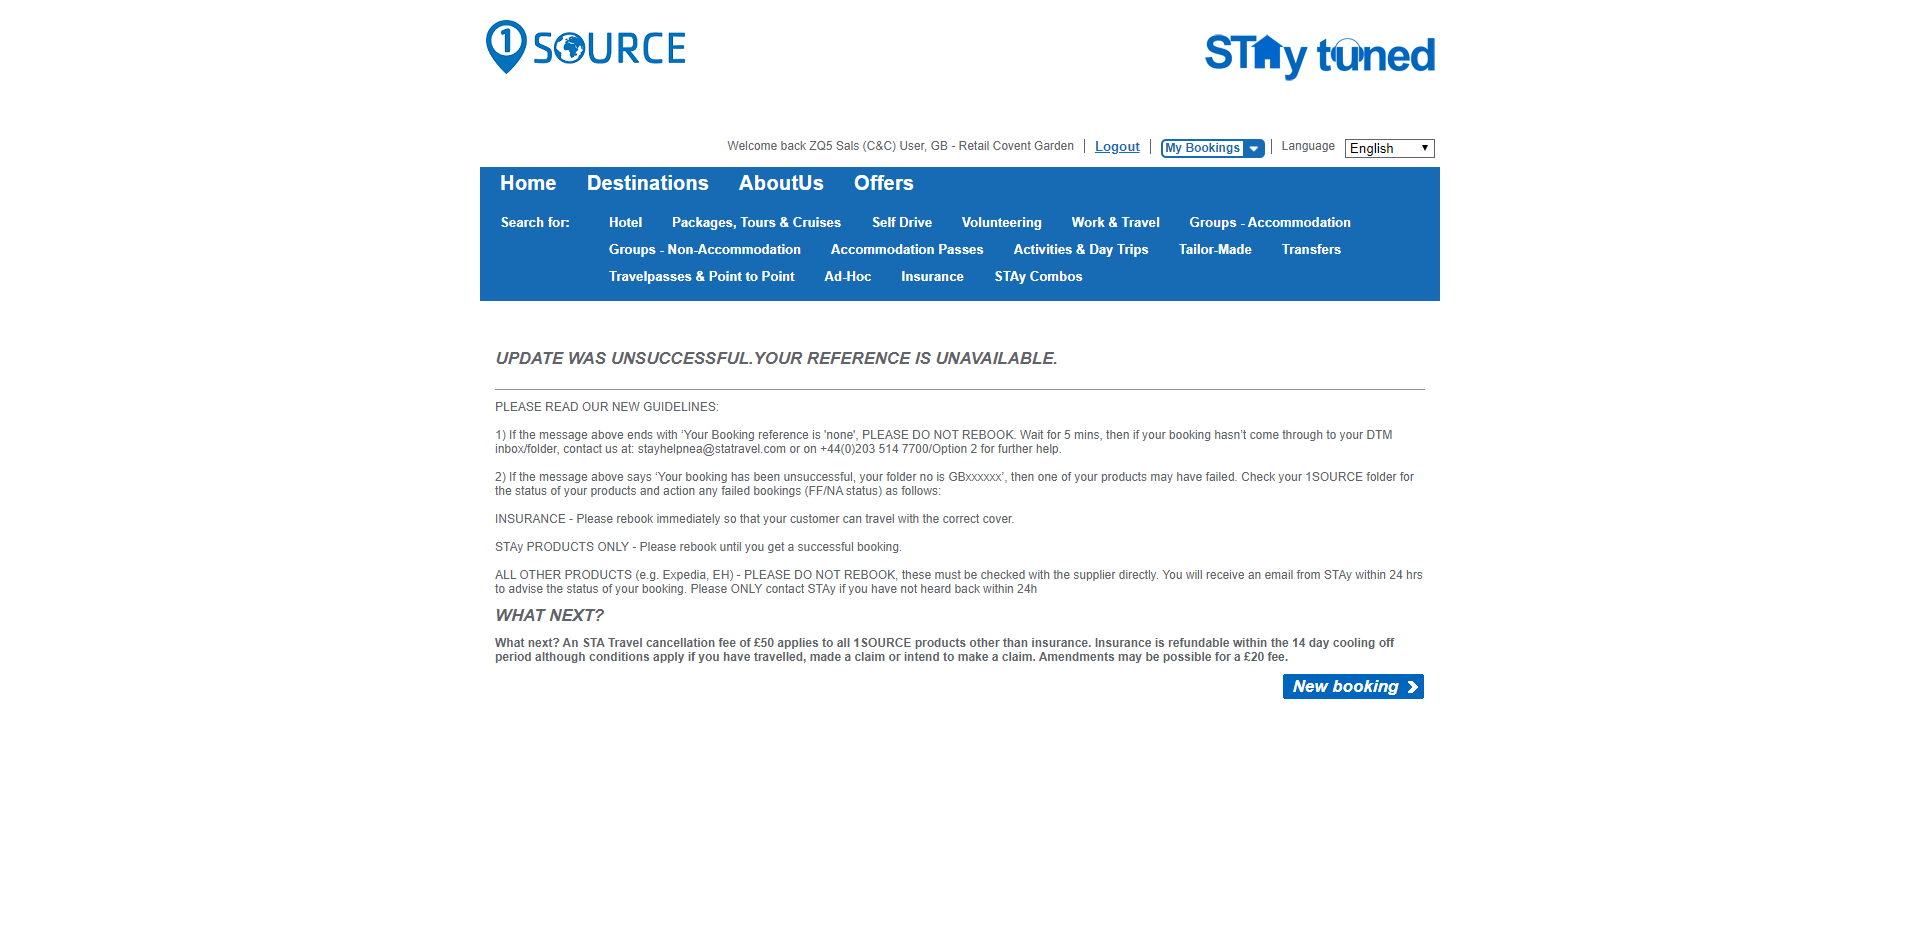 1 SOURCE
STAy tuned
Welcome back ZQ5 Sals (C&C) User, GB - Retail Covent Garden | Logout | My Bookings | Language English
Home Destinations AboutUs Offers
Search for: Hotel Packages, Tours & Cruises Self Drive Volunteering Work & Travel Groups - Accommodation
Groups - Non-Accommodation Accommodation Passes Activities & Day Trips Tailor-Made Transfers
Travelpasses & Point to Point Ad-Hoc Insurance STAy Combos
UPDATE WAS UNSUCCESSFUL.YOUR REFERENCE IS UNAVAILABLE.
PLEASE READ OUR NEW GUIDELINES:
1) If the message above ends with ‘Your Booking reference is 'none', PLEASE DO NOT REBOOK. Wait for 5 mins, then if your booking hasn’t come through to your DTM
inbox/folder, contact us at: stayhelpnea@statravel.com or on +44(0)203 514 7700/Option 2 for further help.
2) If the message above says ‘Your booking has been unsuccessful, your folder no is GBxxxxxx’, then one of your products may have failed. Check your 1SOURCE folder for
the status of your products and action any failed bookings (FF/NA status) as follows:
INSURANCE - Please rebook immediately so that your customer can travel with the correct cover.
STAy PRODUCTS ONLY - Please rebook until you get a successful booking.
ALL OTHER PRODUCTS (e.g. Expedia, EH) - PLEASE DO NOT REBOOK, these must be checked with the supplier directly. You will receive an email from STAy within 24 hrs
to advise the status of your booking. Please ONLY contact STAy if you have not heard back within 24h
WHAT NEXT?
What next? An STA Travel cancellation fee of £50 applies to all 1SOURCE products other than insurance. Insurance is refundable within the 14 day cooling off
period although conditions apply if you have travelled, made a claim or intend to make a claim. Amendments may be possible for a £20 fee.
New booking